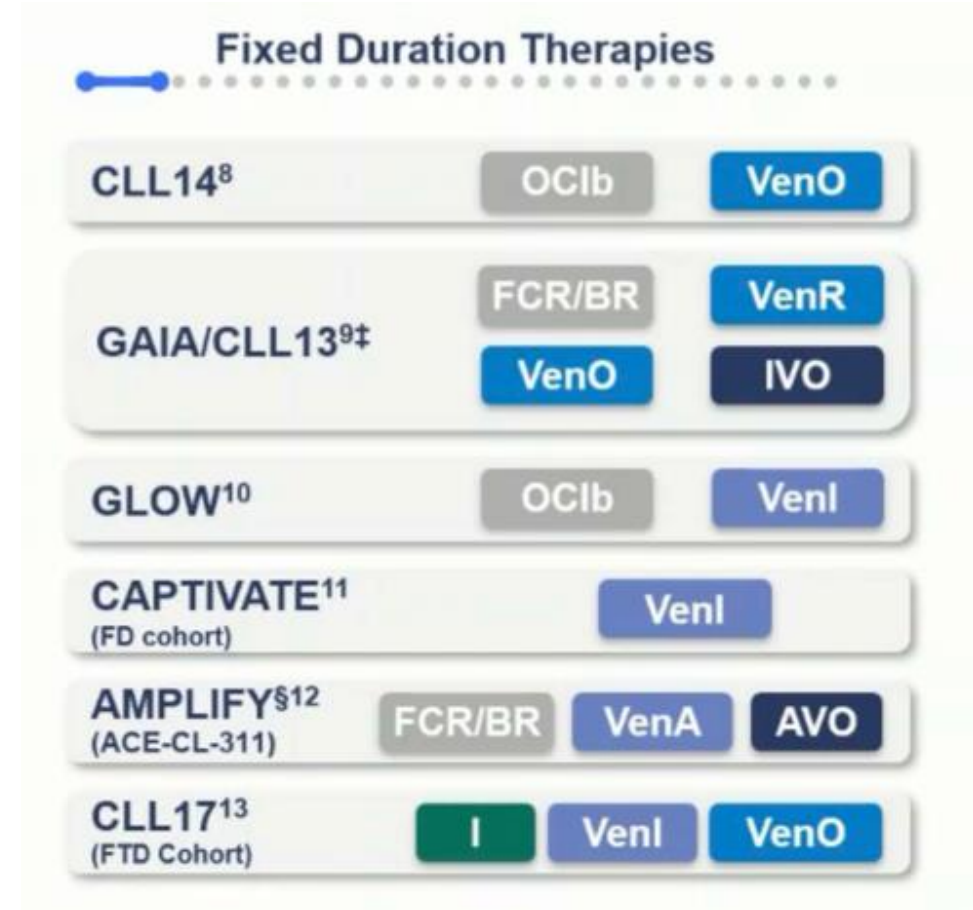 Fixed Duration Therapies
CLL14⁸ OClb VenO
FCR/BR VenR
GAIA/CLL13⁹‡
VenO IVO
GLOW¹⁰ OClb VenI
CAPTIVATE¹¹ VenI
(FD cohort)
AMPLIFY§¹² FCR/BR VenA AVO
(ACE-CL-311)
CLL17¹³ I VenI VenO
(FTD Cohort)